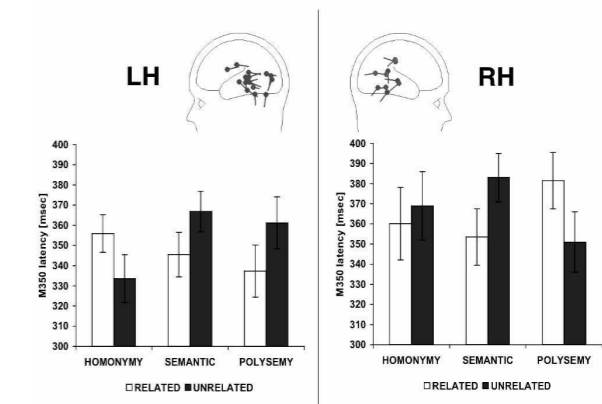 LH
RH
M350 latency [msec]
400
390
380
370
360
350
340
330
320
310
300
HOMONYMY SEMANTIC POLYSEMY
RELATED UNRELATED
M350 latency [msec]
400
390
380
370
360
350
340
330
320
310
300
HOMONYMY SEMANTIC POLYSEMY
RELATED UNRELATED